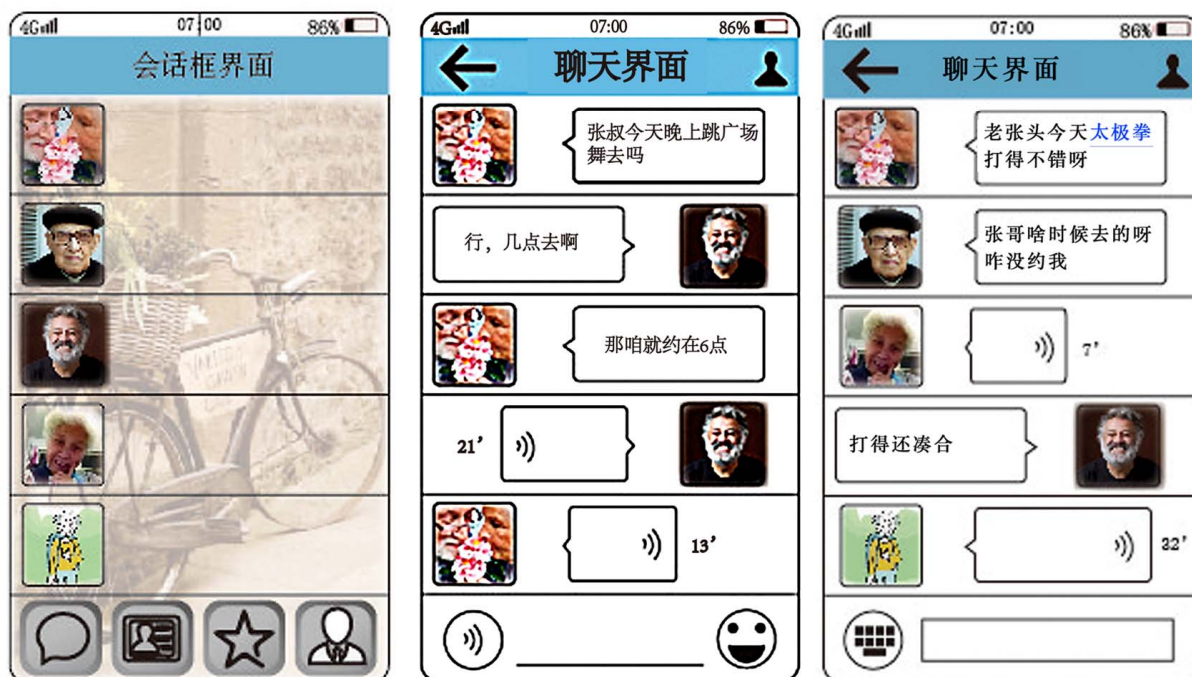 4G 07:00 86%
会话框界面
4G 07:00 86%
聊天界面
张叔今天晚上跳广场
舞去吗
行，几点去啊
那咱就约在6点
21’
13’
4G 07:00 86%
聊天界面
老张头今天太极拳
打得不错呀
张哥啥时候去的呀
咋没约我
7’
打得还凑合
32’